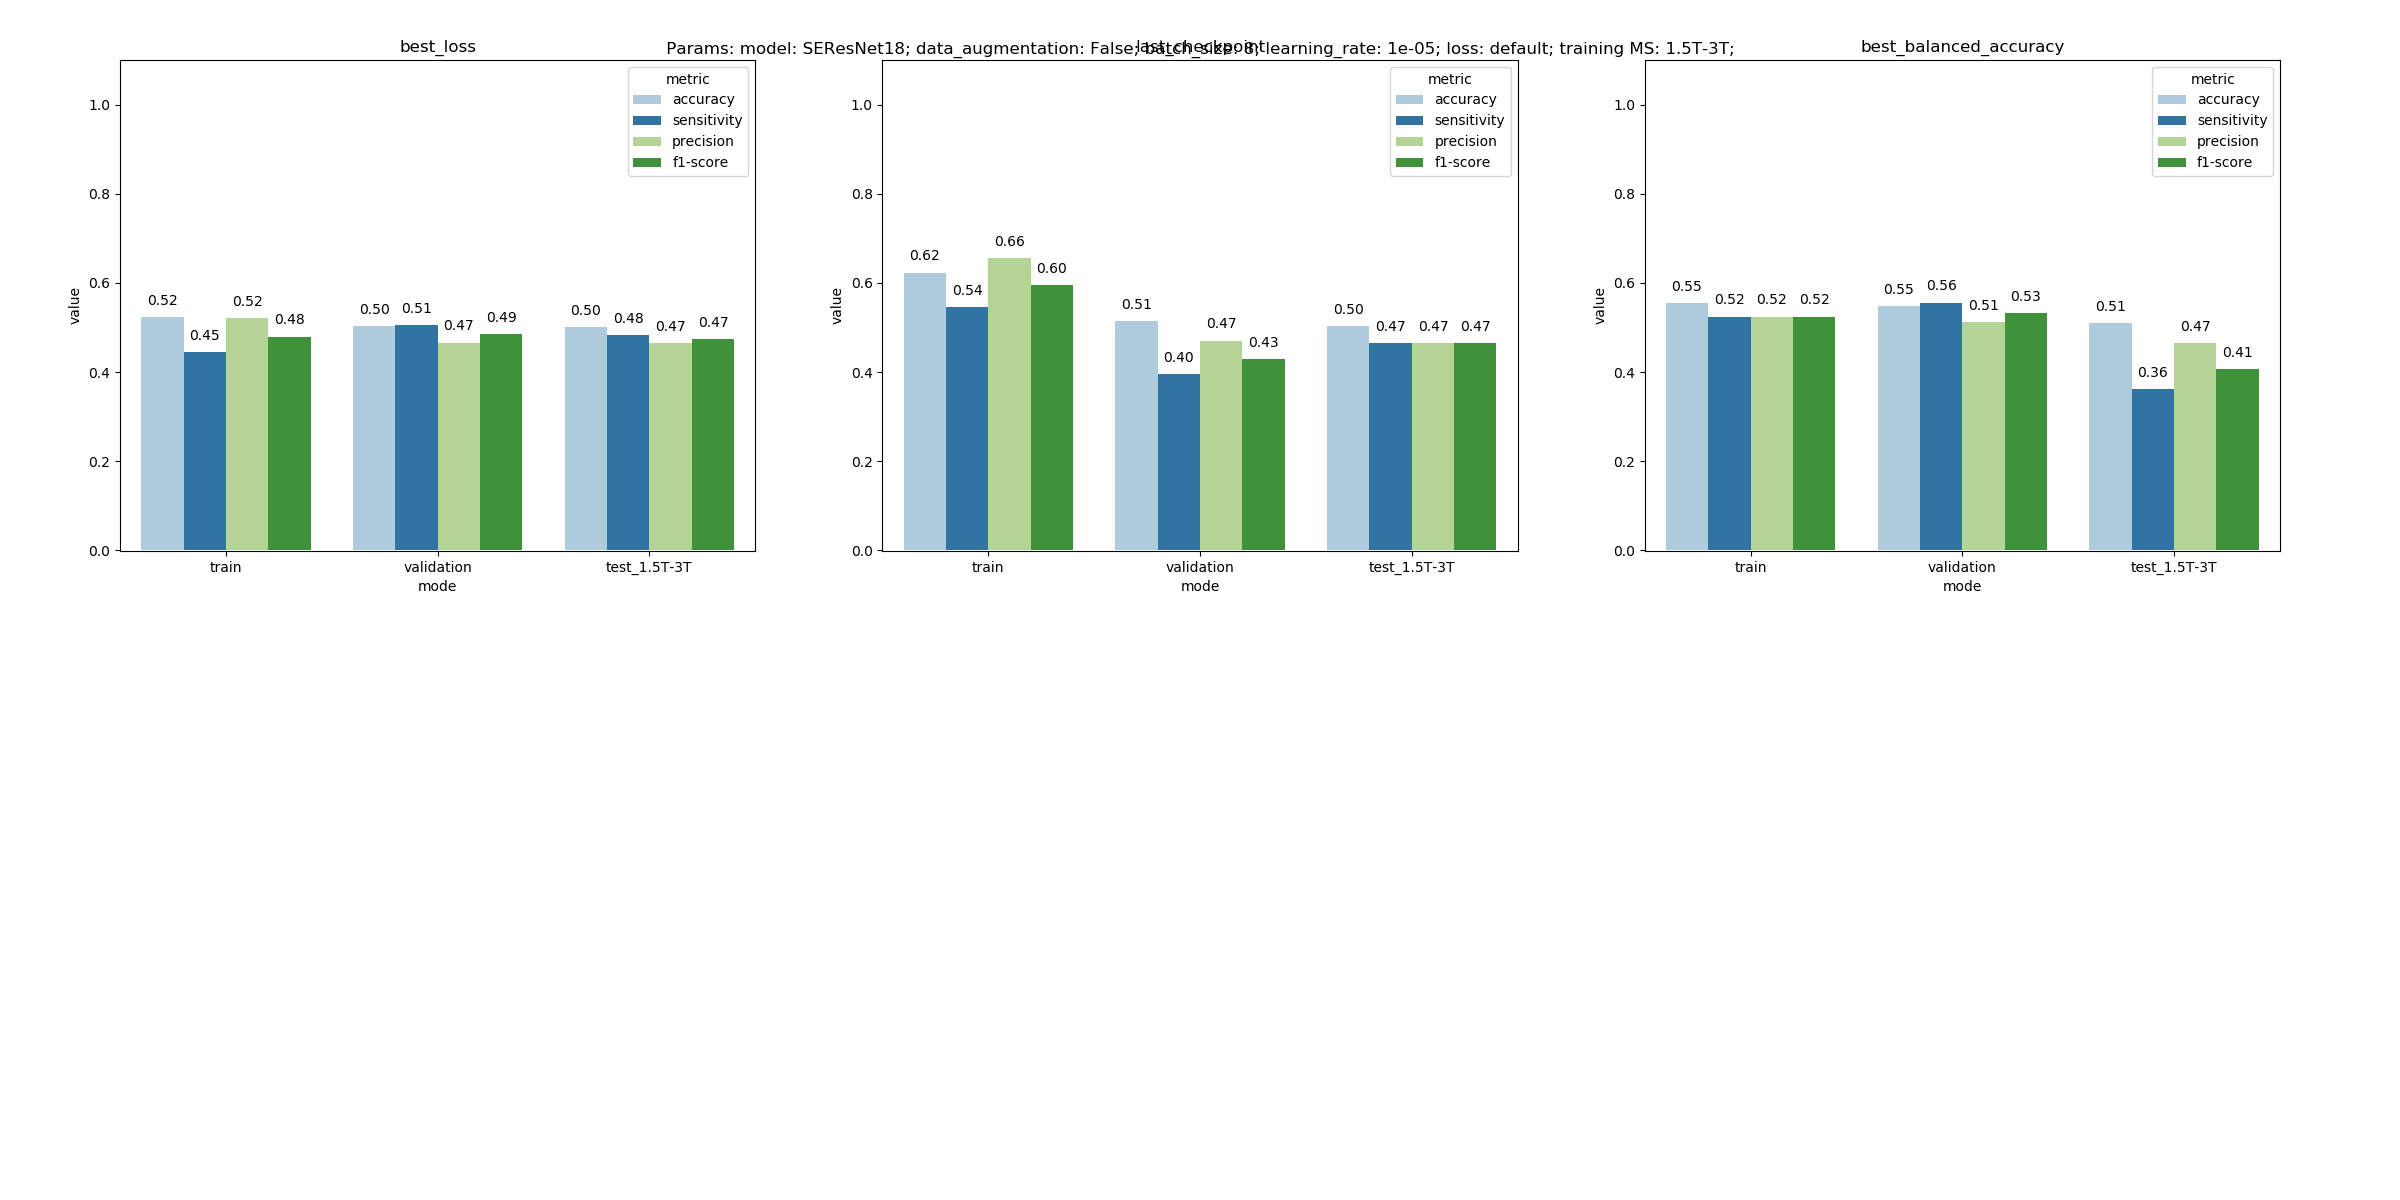 Params: model: SEResNet18; data_augmentation: False; batch_size: 8; learning_rate: 1e-05; loss: default; training MS: 1.5T-3T;
best_loss
metric
accuracy
sensitivity
precision
f1-score
1.0
0.8
0.6
0.4
0.2
0.0
value
0.52 0.45 0.52 0.48
0.50 0.51 0.47 0.49
0.50 0.48 0.47 0.47
train validation test_1.5T-3T
mode
last_checkpoint
metric
accuracy
sensitivity
precision
f1-score
1.0
0.8
0.6
0.4
0.2
0.0
value
0.62 0.54 0.66 0.60
0.51 0.40 0.47 0.43
0.50 0.47 0.47 0.47
train validation test_1.5T-3T
mode
best_balanced_accuracy
metric
accuracy
sensitivity
precision
f1-score
1.0
0.8
0.6
0.4
0.2
0.0
value
0.55 0.52 0.52 0.52
0.55 0.56 0.51 0.53
0.51 0.36 0.47 0.41
train validation test_1.5T-3T
mode